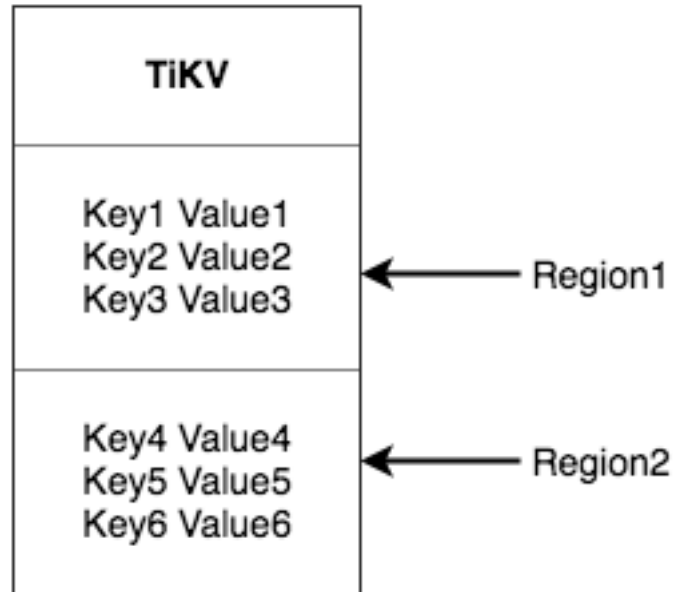 TiKV
Key1 Value1
Key2 Value2
Key3 Value3
Region1
Key4 Value4
Key5 Value5
Key6 Value6
Region2